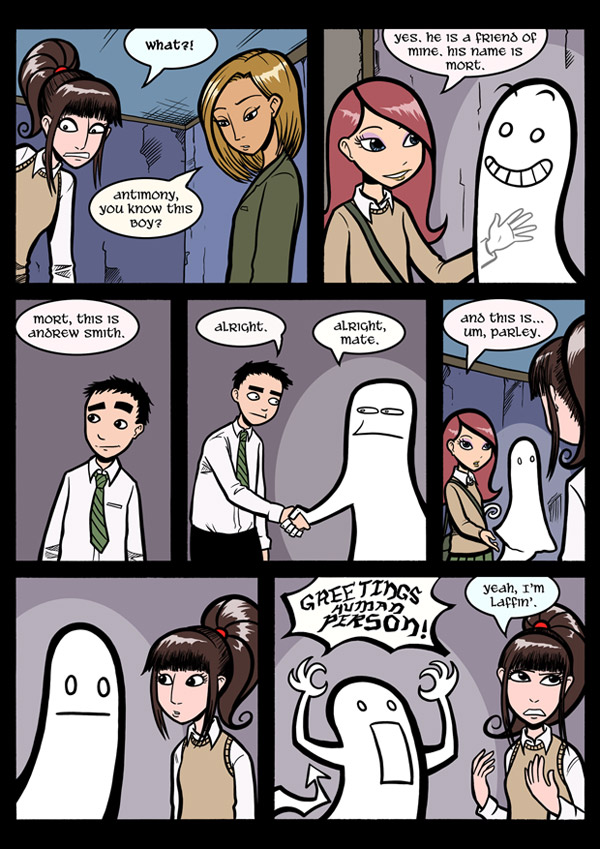 what?!
antimony,
you know this
boy?
yes. he is a friend of
mine. his name is
mort.
mort, this is
andrew smith.
alright.
alright,
mate.
and this is...
um, parley.
GREETINGS
HUMAN
PERSON!
yeah, i'm
laffin'.